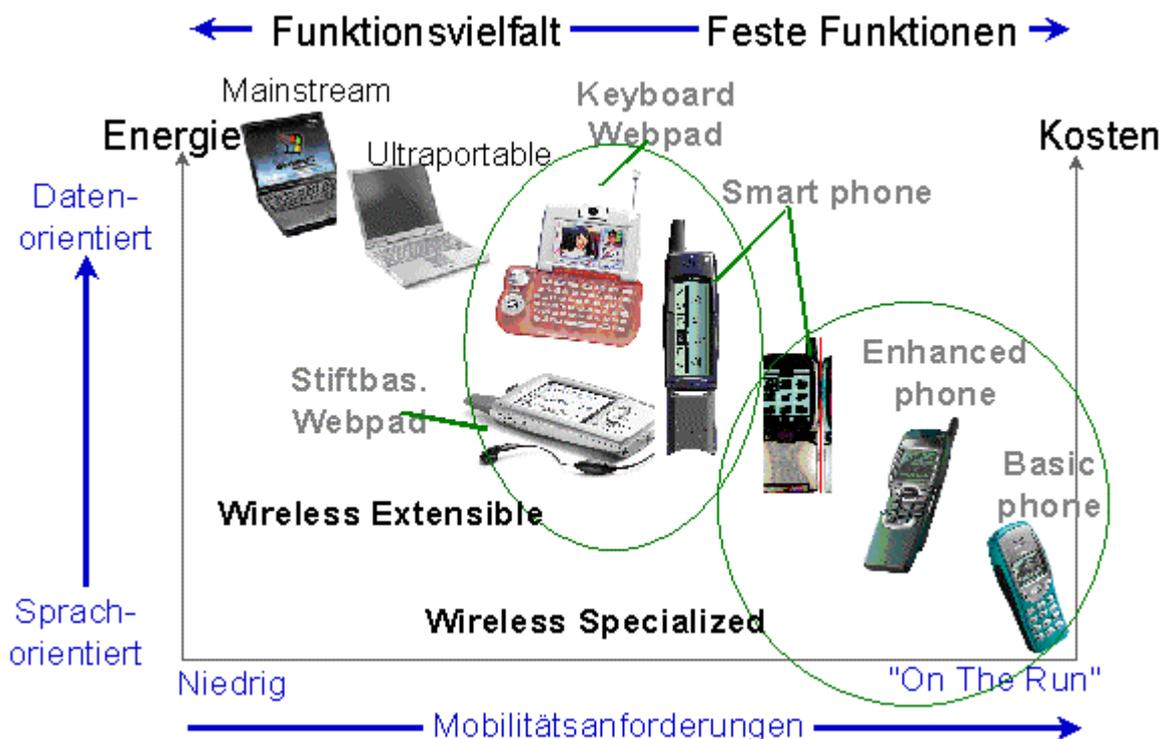 Funktionsvielfalt Feste Funktionen
Mainstream
Keyboard
Webpad
Energie
Kosten
Ultraportable
Smart phone
Daten-
orientiert
Enhanced
phone
Stiftbas.
Webpad
Basic
phone
Wireless Extensible
Sprach-
orientiert
Wireless Specialized
Niedrig
"On The Run"
Mobilitätsanforderungen